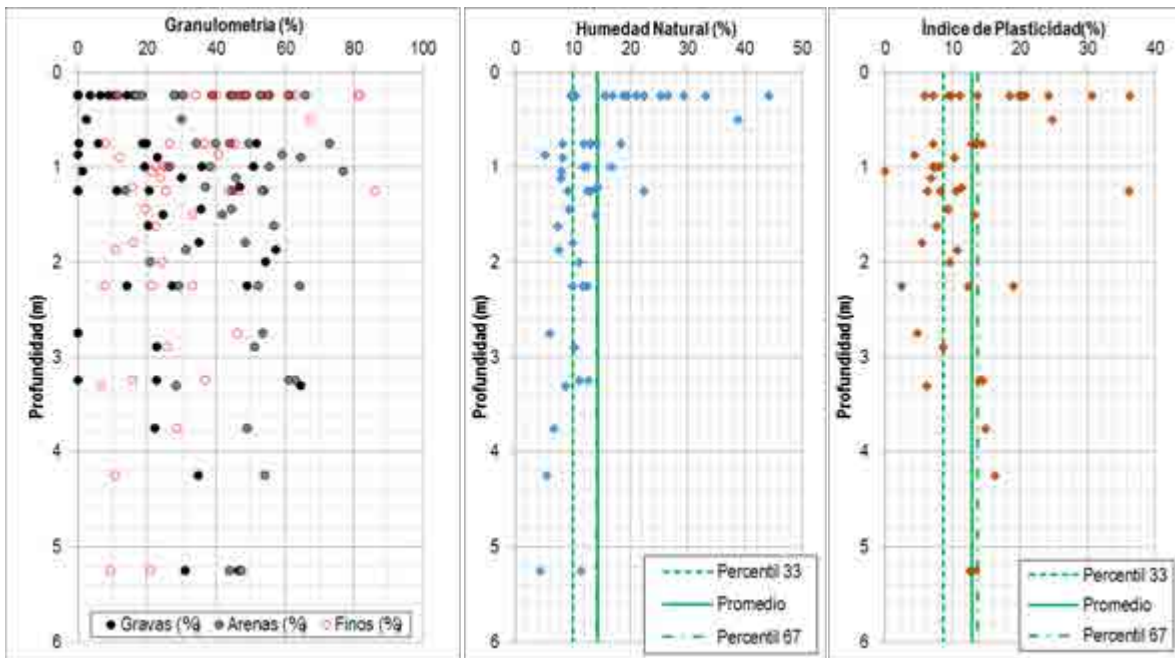 Granulometria (%)
0 20 40 60 80 100
0
1
2
3
4
5
6
Profundidad (m)
Gravas (%) Arenas (%) Finos (%)
Humedad Natural (%)
0 10 20 30 40 50
0
1
2
3
4
5
6
Profundidad (m)
Percentil 33
Promedio
Percentil 67
Índice de Plasticidad(%)
0 10 20 30 40
0
1
2
3
4
5
6
Profundidad (m)
Percentil 33
Promedio
Percentil 67